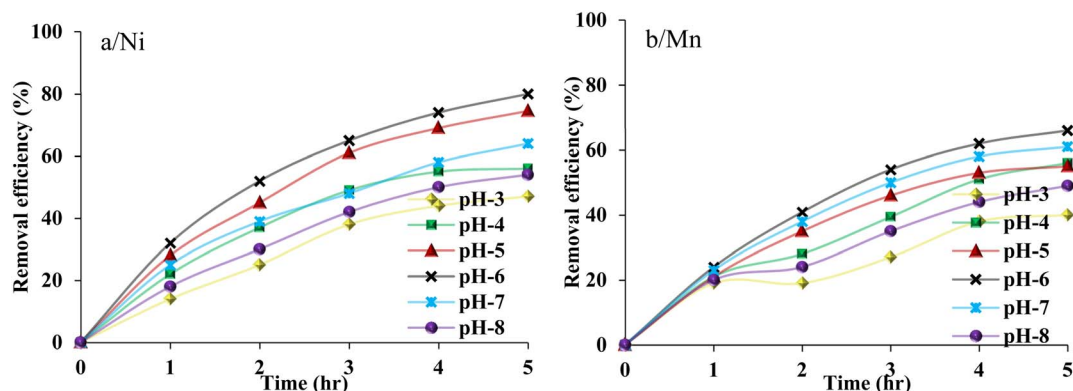 a/Ni
Removal efficiency (%)
100
80
60
40
20
0
pH-3
pH-4
pH-5
pH-6
pH-7
pH-8
0 1 2 3 4 5
Time (hr)
b/Mn
Removal efficiency (%)
100
80
60
40
20
0
pH-3
pH-4
pH-5
pH-6
pH-7
pH-8
0 1 2 3 4 5
Time (hr)